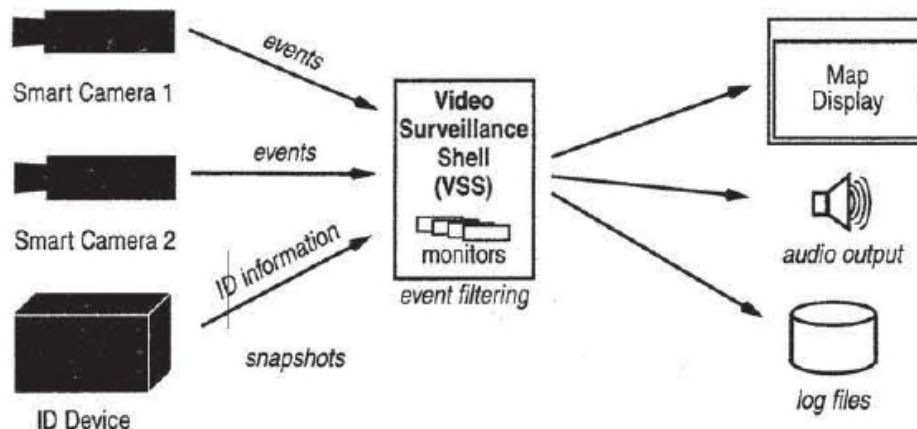 Smart Camera 1
events
Smart Camera 2
events
ID Device
ID information
snapshots
Video
Surveillance
Shell
(VSS)
monitors
event filtering
Map
Display
audio output
log files